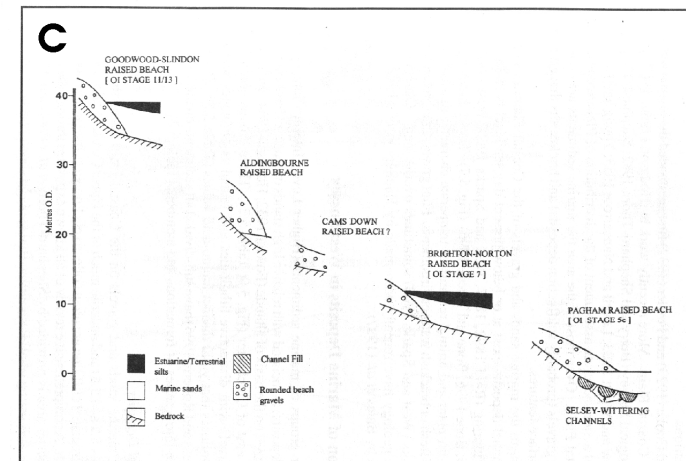 C
GOODWOOD-SLINDON
RAISED BEACH
[ OI STAGE 11/13 ]
40
ALDINGBOURNE
RAISED BEACH
30
CAMS DOWN
RAISED BEACH ?
Metres O.D.
20
BRIGHTON-NORTON
RAISED BEACH
[ OI STAGE 7 ]
10
PAGHAM RAISED BEACH
[ OI STAGE 5e ]
0
Estuarine/Terrestrial
silts
Channel Fill
Marine sands
Rounded beach
gravels
Bedrock
SELSEY-WITTERING
CHANNELS